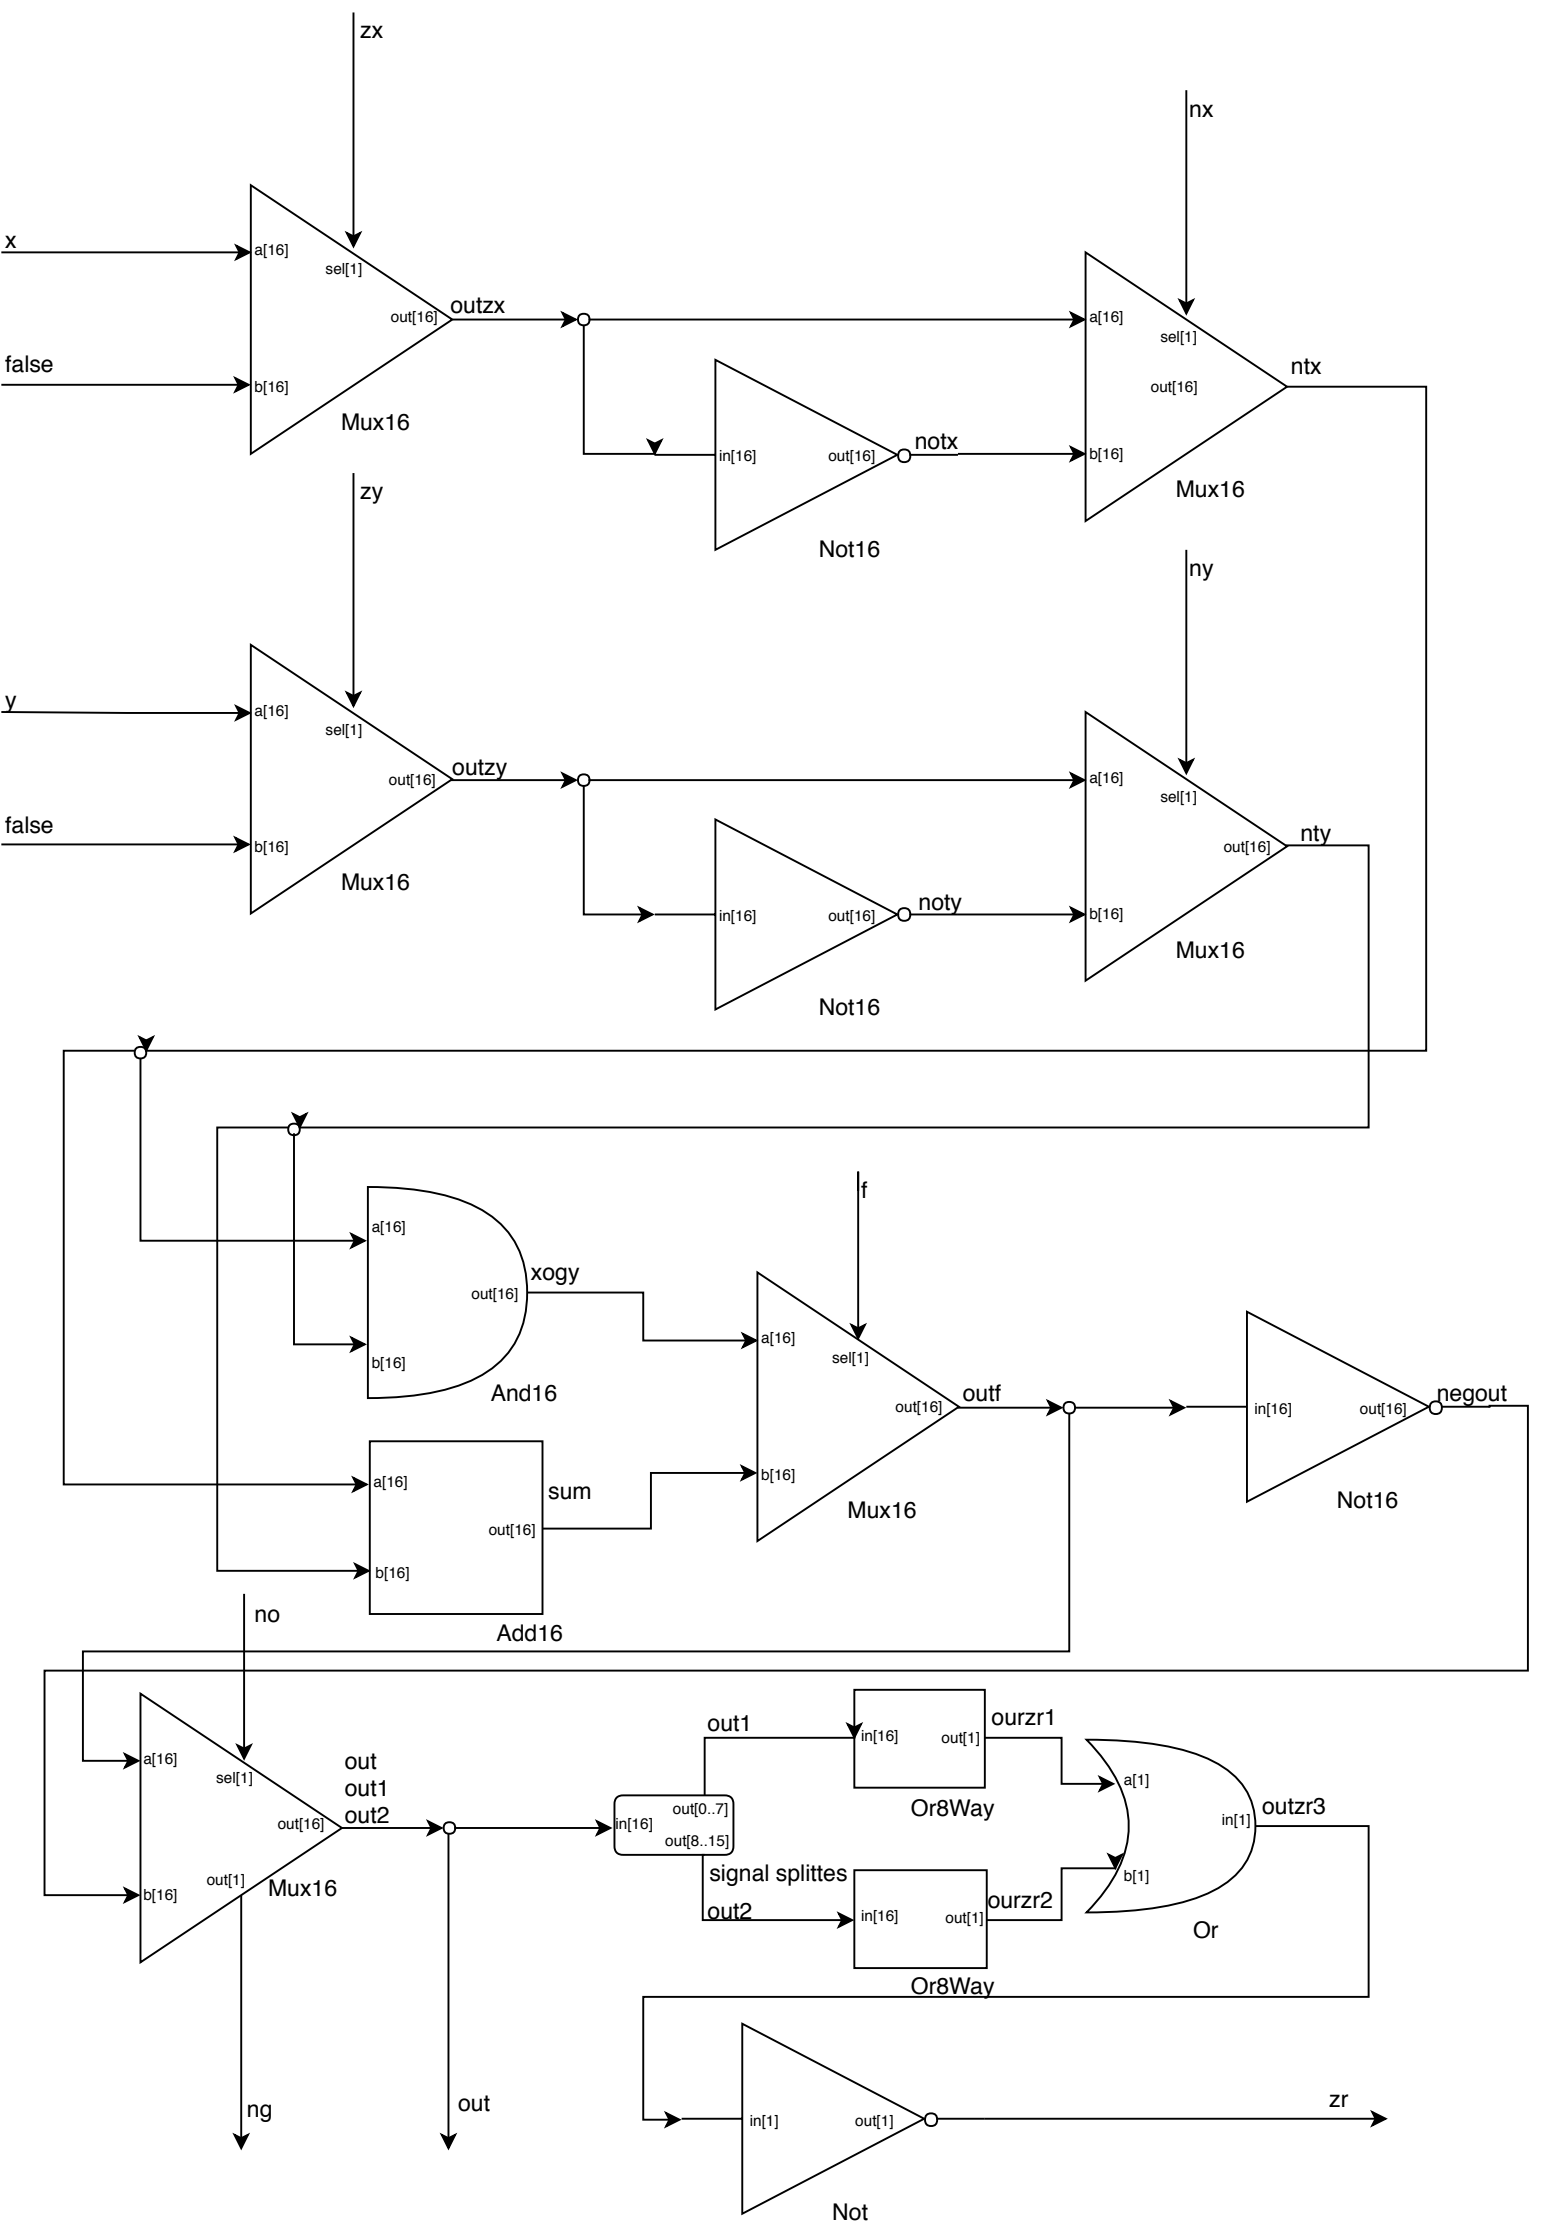 zx
nx
x
a[16]
sel[1]
out[16]
outzx
a[16]
sel[1]
false
b[16]
Mux16
out[16]
ntx
in[16]
out[16]
notx
b[16]
Mux16
Not16
zy
ny
y
a[16]
sel[1]
out[16]
outzy
a[16]
sel[1]
false
b[16]
Mux16
out[16]
nty
in[16]
out[16]
noty
b[16]
Mux16
Not16
f
a[16]
out[16]
xogy
b[16]
And16
a[16]
sel[1]
out[16]
outf
in[16]
out[16]
negout
b[16]
Mux16
Not16
a[16]
sum
out[16]
b[16]
Add16
no
a[16]
sel[1]
out
out1
out2
out[16]
out[1]
Mux16
b[16]
in[16]
out[0..7]
out[8..15]
signal splittes
out1
in[16]
out[1]
ourzr1
Or8Way
out2
in[16]
out[1]
ourzr2
Or8Way
a[1]
in[1]
b[1]
outzr3
Or
ng
out
in[1]
out[1]
zr
Not